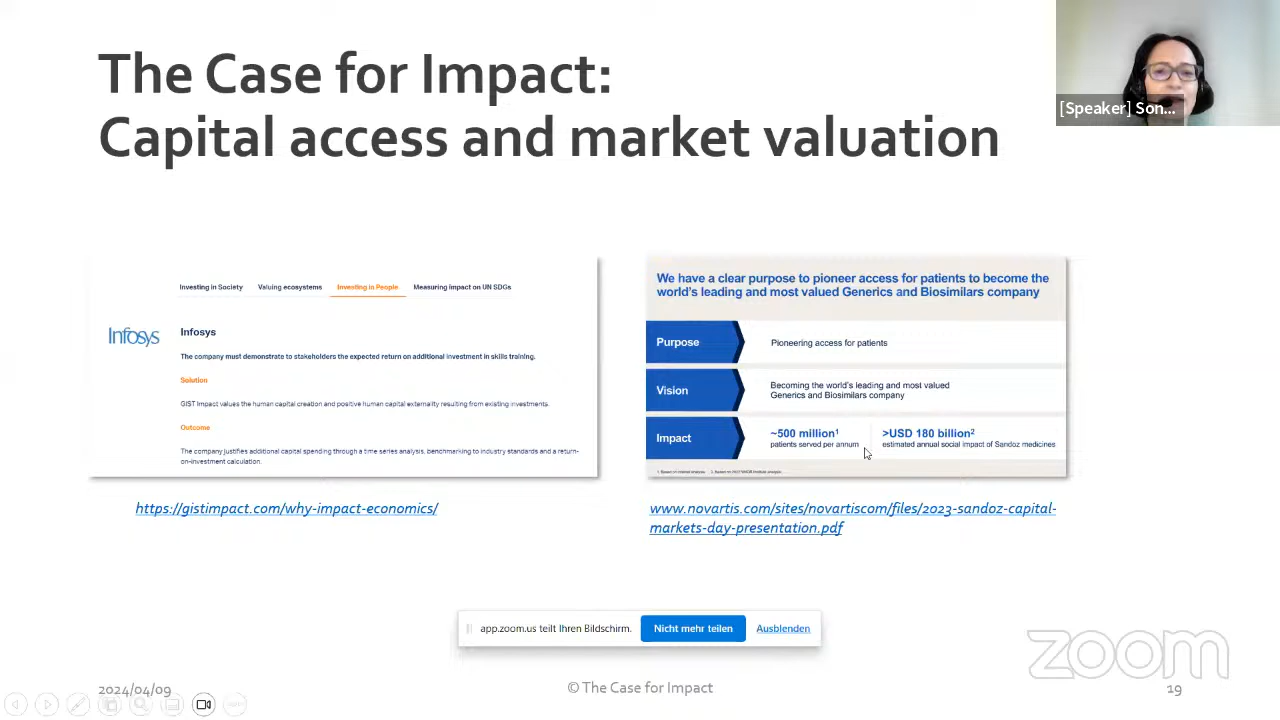 The Case for Impact:
Capital access and market valuation
[Speaker] Son...
Investing in Society Valuing ecosystems Investing in People Measuring Impact on UN SDGs
Infosys
Infosys
The company must demonstrate to stakeholders the expected return on additional investment in skills training.
Solution
GIST Impact values the human capital creation and positive human capital externality resulting from existing investments.
Outcome
The company justifies additional capital spending through a time series analysis, benchmarking to industry standards and a return-
on-investment calculation.
https://gistimpact.com/why-impact-economics/
We have a clear purpose to pioneer access for patients to become the
world's leading and most valued Generics and Biosimilars company
Purpose
Pioneering access for patients
Vision
Becoming the world's leading and most valued
Generics and Biosimilars company
Impact
~500 million¹
patients served per annum
>USD 180 billion²
estimated annual social impact of Sandoz medicines
www.novartis.com/sites/novartiscom/files/2023-sandoz-capital-
markets-day-presentation.pdf
app.zoom.us teilt Ihren Bildschirm. Nicht mehr teilen Ausblenden
zoom
2024/04/09
© The Case for Impact
19